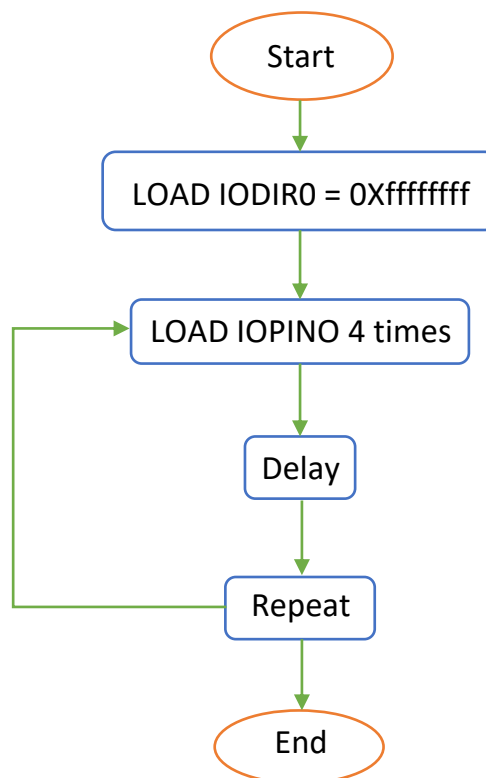 Start
LOAD IODIR0 = 0Xffffffff
LOAD IOPINO 4 times
Delay
Repeat
End